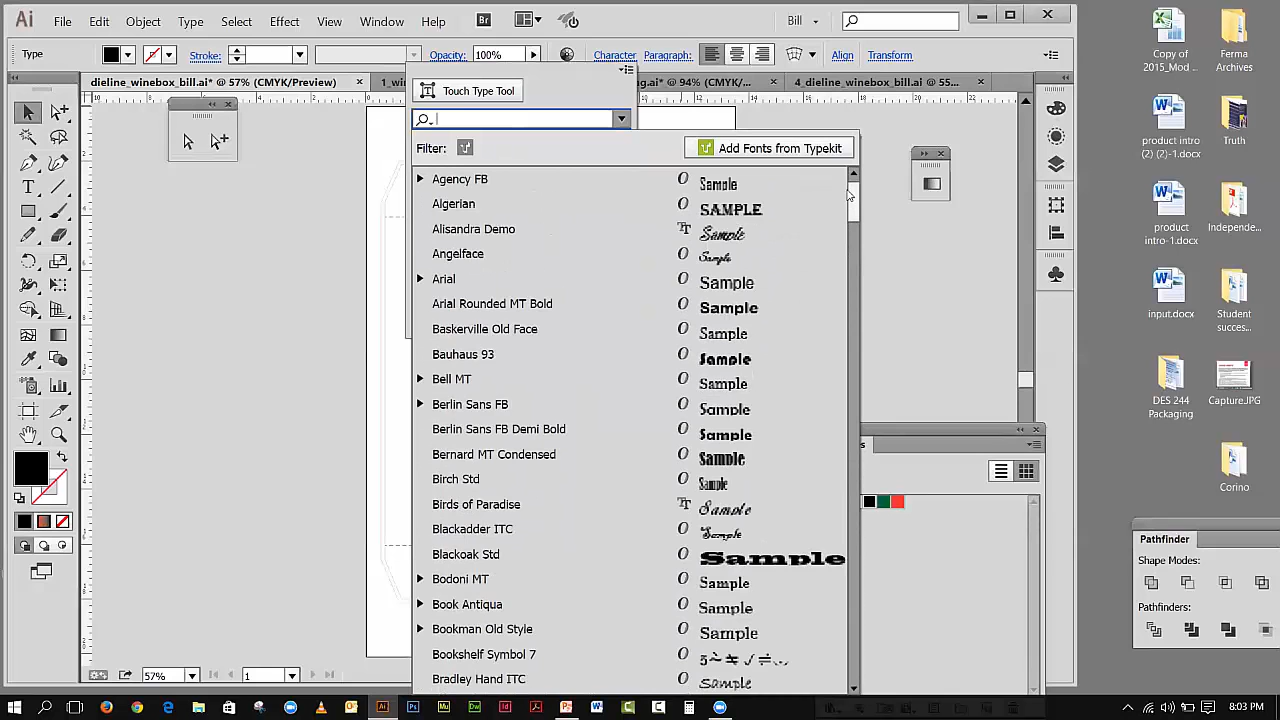 Ai File Edit Object Type Select Effect View Window Help Br Bill
Type Stroke: Opacity: 100% Character Paragraph: Align Transform
dieline_winebox_bill.ai* @ 57% (CMYK/Preview) × ng.ai* @ 94% (CMYK/... × 4_dieline_winebox_bill.ai @ 55... ×
Touch Type Tool
Filter: Add Fonts from Typekit
Agency FB Sample
Algerian SAMPLE
Alisandra Demo Sample
Angelface Sample
Arial Sample
Arial Rounded MT Bold Sample
Baskerville Old Face Sample
Bauhaus 93 Sample
Bell MT Sample
Berlin Sans FB Sample
Berlin Sans FB Demi Bold Sample
Bernard MT Condensed Sample
Birch Std Sample
Birds of Paradise Sample
Blackadder ITC Sample
Blackoak Std Sample
Bodoni MT Sample
Book Antiqua Sample
Bookman Old Style Sample
Bookshelf Symbol 7
Bradley Hand ITC Sample
57% 1
Copy of
2015_Mod ...
Ferma
Archives
product intro
(2) (2)-1.docx
Truth
product
intro-1.docx
Independe...
input.docx
Student
succes...
DES 244
Packaging
Capture.JPG
Corino
Pathfinder
Shape Modes:
Pathfinders:
8:03 PM